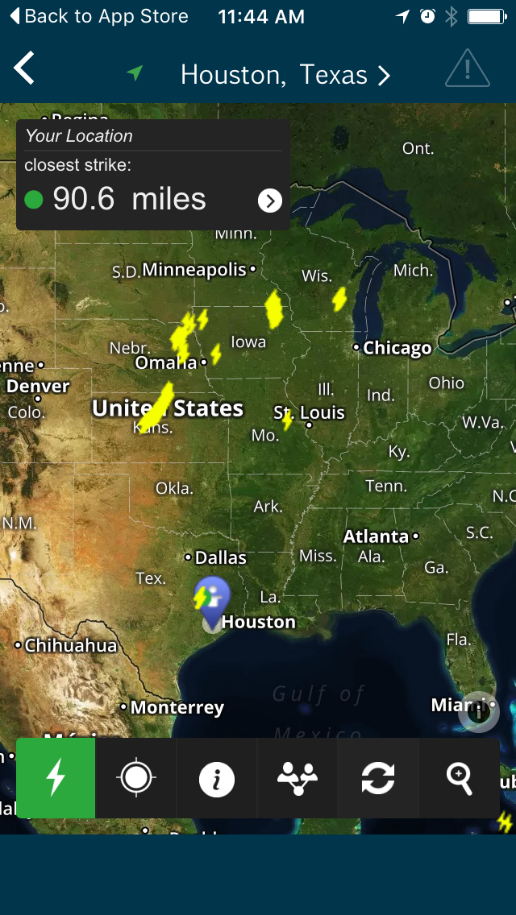 Back to App Store 11:44 AM
Houston, Texas
Regina
Your Location
closest strike:
90.6 miles
Ont.
Minn.
S.D. Minneapolis
Wis.
Mich.
Nebr.
Iowa
Omaha
Chicago
Denver
Colo.
Ill.
Ind.
Ohio
United States
St. Louis
Kans.
Mo.
W.Va.
Ky.
Okla.
Tenn.
Ark.
N.M.
Atlanta
S.C.
Dallas
Miss.
Ala.
Ga.
Tex.
La.
Houston
Chihuahua
Fla.
Gulf of
Mexico
Monterrey
Miami
México
i